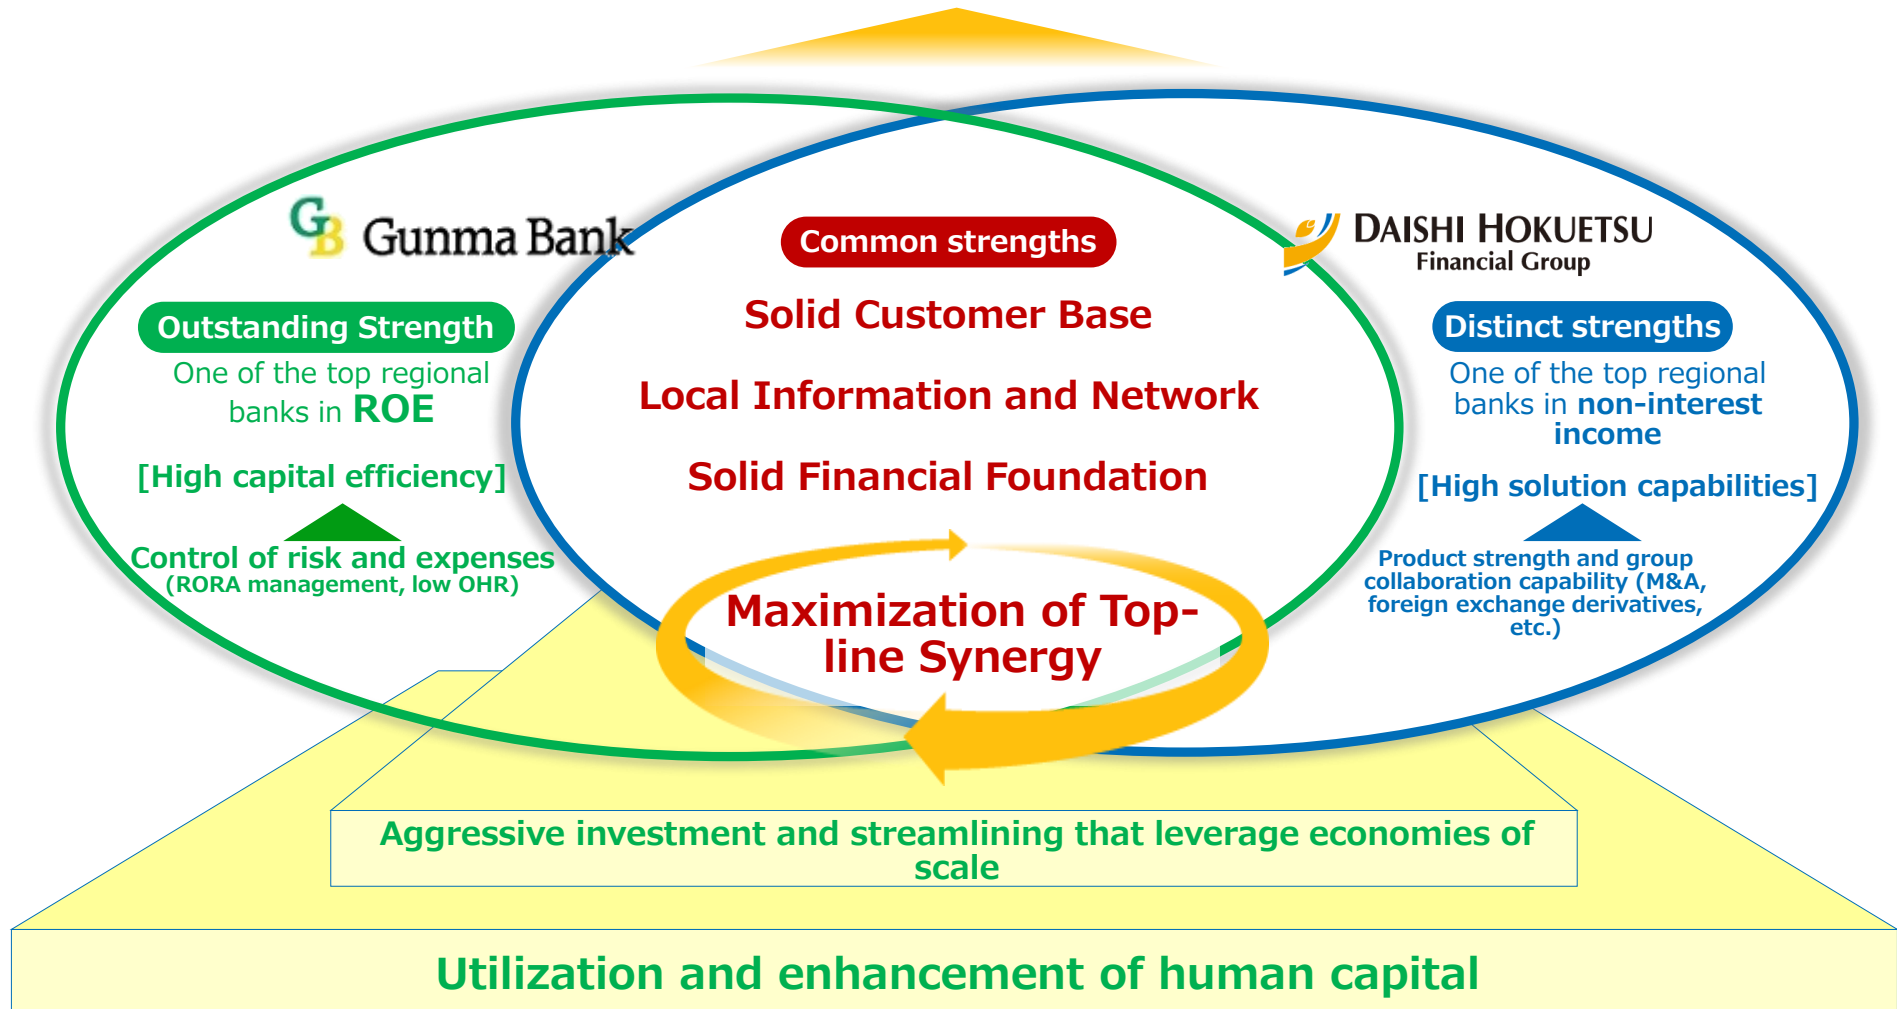 GB Gunma Bank
Outstanding Strength
One of the top regional
banks in ROE
[High capital efficiency]
Control of risk and expenses
(RORA management, low OHR)
Common strengths
Solid Customer Base
Local Information and Network
Solid Financial Foundation
Maximization of Top-
line Synergy
DAISHI HOKUETSU
Financial Group
Distinct strengths
One of the top regional
banks in non-interest
income
[High solution capabilities]
Product strength and group
collaboration capability (M&A,
foreign exchange derivatives,
etc.)
Aggressive investment and streamlining that leverage economies of
scale
Utilization and enhancement of human capital